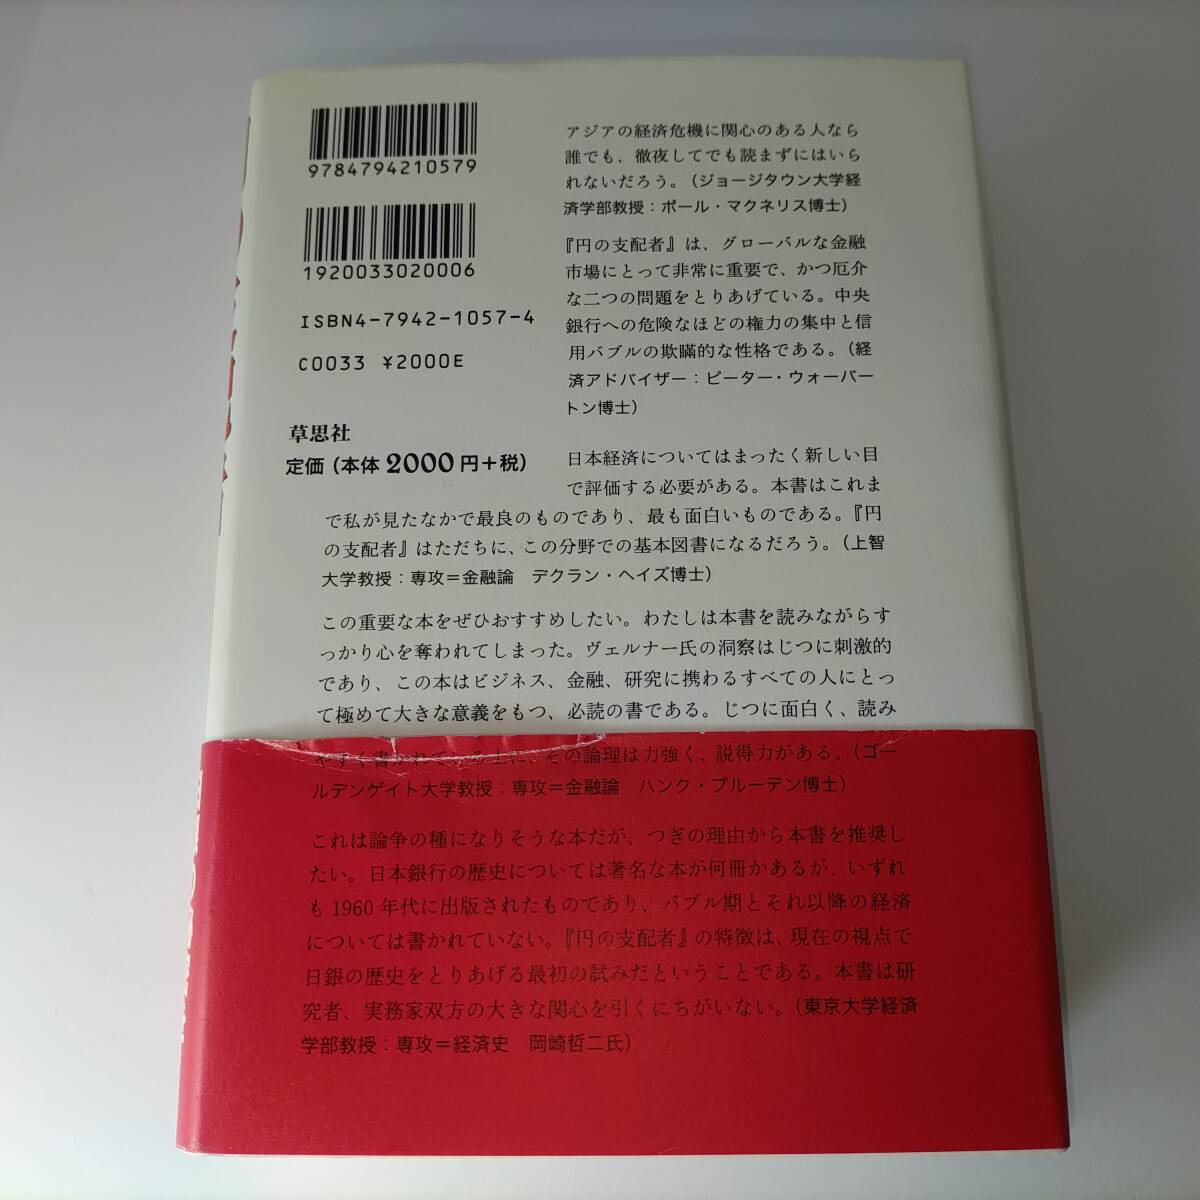 9784794210579
1920033020006
ISBN4-7942-1057-4
C0033 ¥2000E
草思社
定価（本体2000円＋税）
アジアの経済危機に関心のある人なら
誰でも、徹夜してでも読まずにはいら
れないだろう。（ジョージタウン大学経
済学部教授：ポール・マクネリス博士）
『円の支配者』は、グローバルな金融
市場にとって非常に重要で、かつ厄介
な二つの問題をとりあげている。中央
銀行への危険なほどの権力の集中と信
用バブルの欺瞞的な性格である。（経
済アドバイザー：ピーター・ウォーバー
トン博士）
日本経済についてはまったく新しい目
で評価する必要がある。本書はこれま
で私が見たなかで最良のものであり、最も面白いものである。『円
の支配者』はただちに、この分野での基本図書になるだろう。（上智
大学教授：専攻＝金融論　デクラン・ヘイズ博士）
この重要な本をぜひおすすめしたい。わたしは本書を読みながらす
っかり心を奪われてしまった。ヴェルナー氏の洞察はじつに刺激的
であり、この本はビジネス、金融、研究に携わるすべての人にとっ
て極めて大きな意義をもつ、必読の書である。じつに面白く、読み
やすく書かれている上に、その論理は力強く、説得力がある。（ゴー
ルデンゲイト大学教授：専攻＝金融論　ハンク・プルーデン博士）
これは論争の種になりそうな本だが、つぎの理由から本書を推奨し
たい。日本銀行の歴史については著名な本が何冊かあるが、いずれ
も1960年代に出版されたものであり、バブル期とそれ以降の経済
については書かれていない。『円の支配者』の特徴は、現在の視点で
日銀の歴史をとりあげる最初の試みだということである。本書は研
究者、実務家双方の大きな関心を引くにちがいない。（東京大学経済
学部教授：専攻＝経済史　岡崎哲二氏）